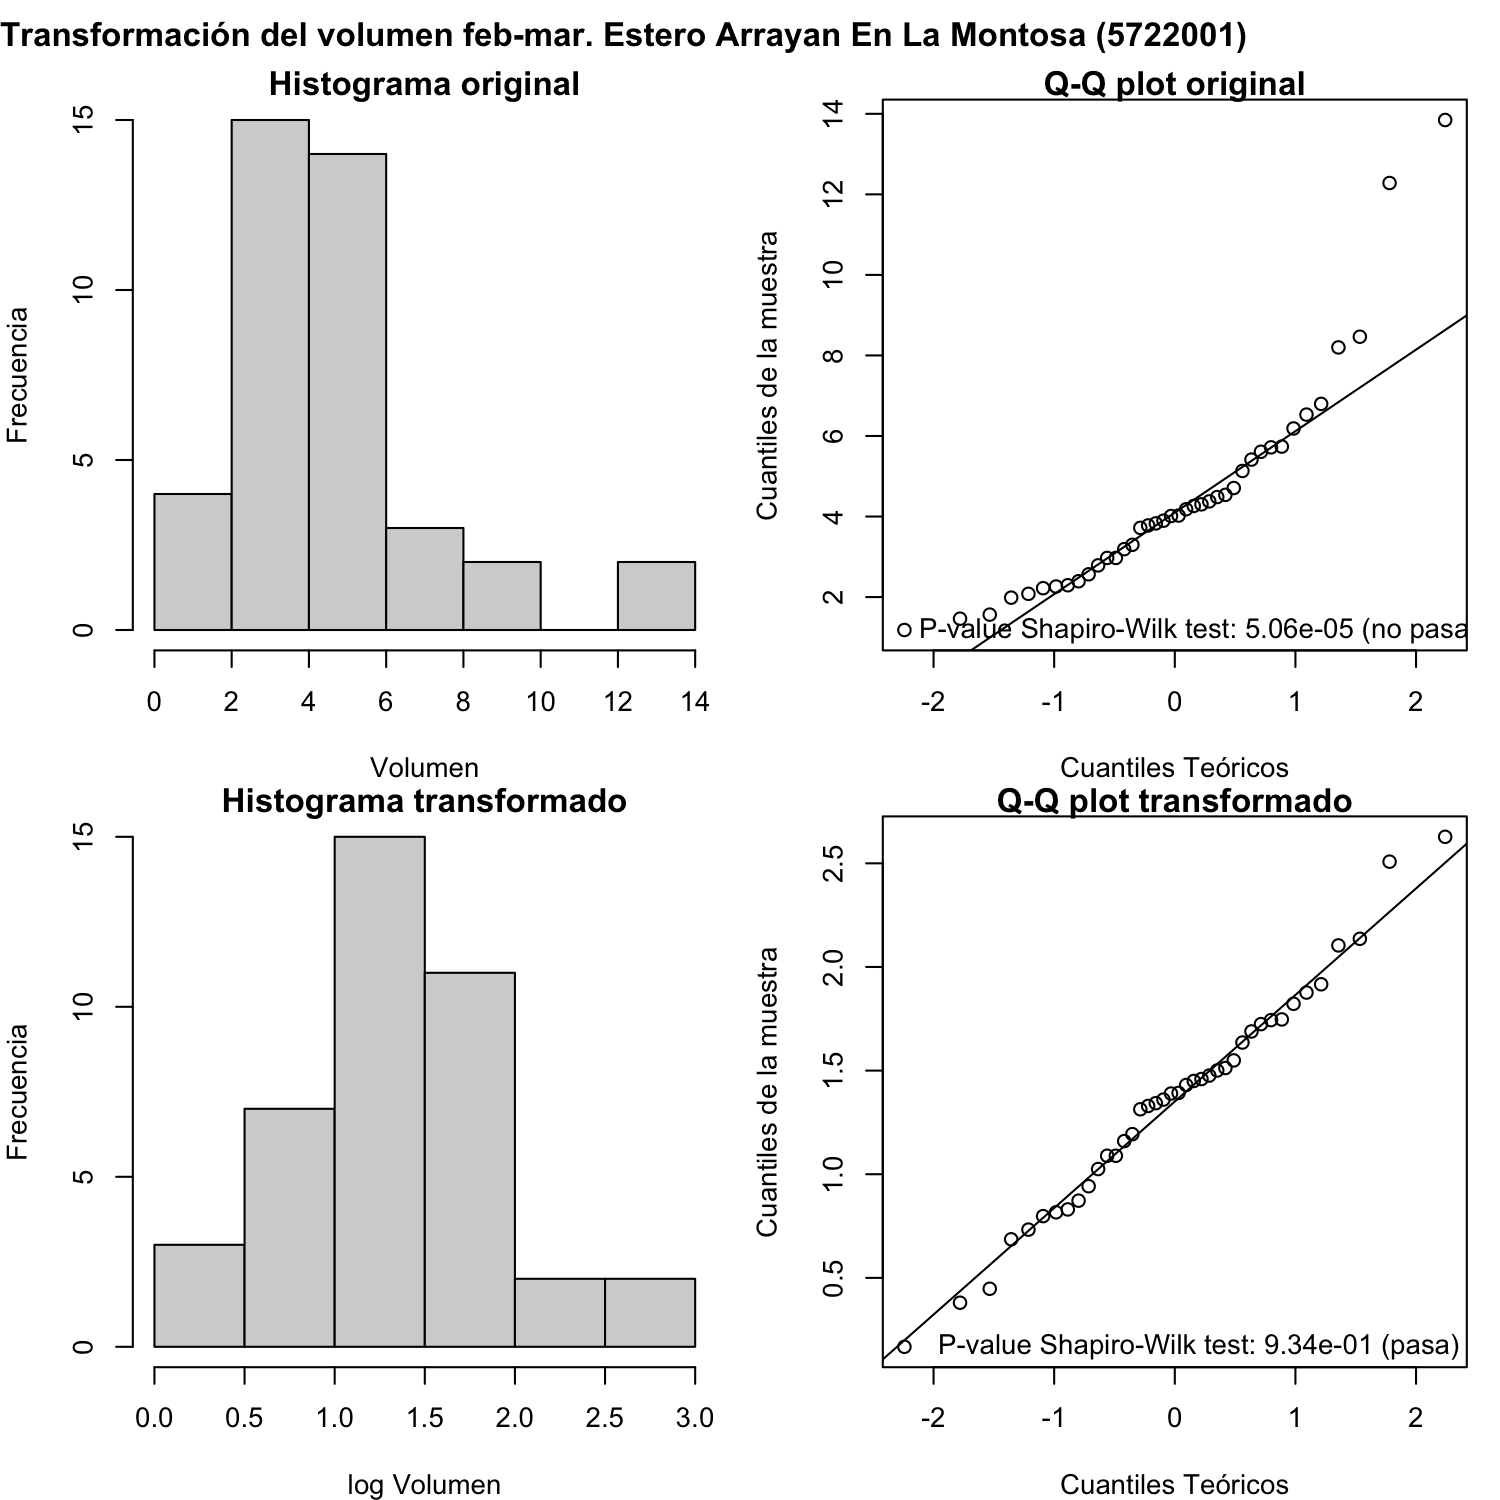 Transformación del volumen feb-mar. Estero Arrayan En La Montosa (5722001)
Histograma original
Frecuencia
15
10
5
0
0 2 4 6 8 10 12 14
Volumen
Q-Q plot original
Cuantiles de la muestra
14
12
10
8
6
4
2
P-value Shapiro-Wilk test: 5.06e-05 (no pasa
-2 -1 0 1 2
Cuantiles Teóricos
Histograma transformado
Frecuencia
15
10
5
0
0.0 0.5 1.0 1.5 2.0 2.5 3.0
log Volumen
Q-Q plot transformado
Cuantiles de la muestra
2.5
2.0
1.5
1.0
0.5
P-value Shapiro-Wilk test: 9.34e-01 (pasa)
-2 -1 0 1 2
Cuantiles Teóricos